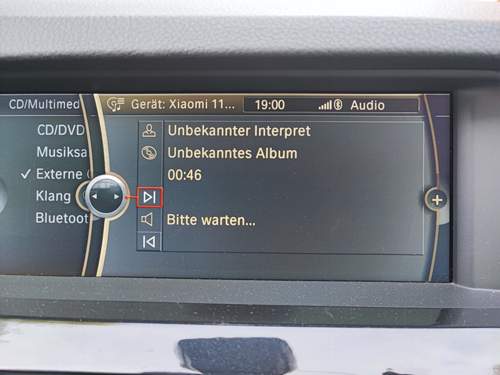 CD/Multimed
Gerät: Xiaomi 11...
19:00
Audio
CD/DVD
Musiksa
Externe
Klang
Bluetoot
Unbekannter Interpret
Unbekanntes Album
00:46
Bitte warten...